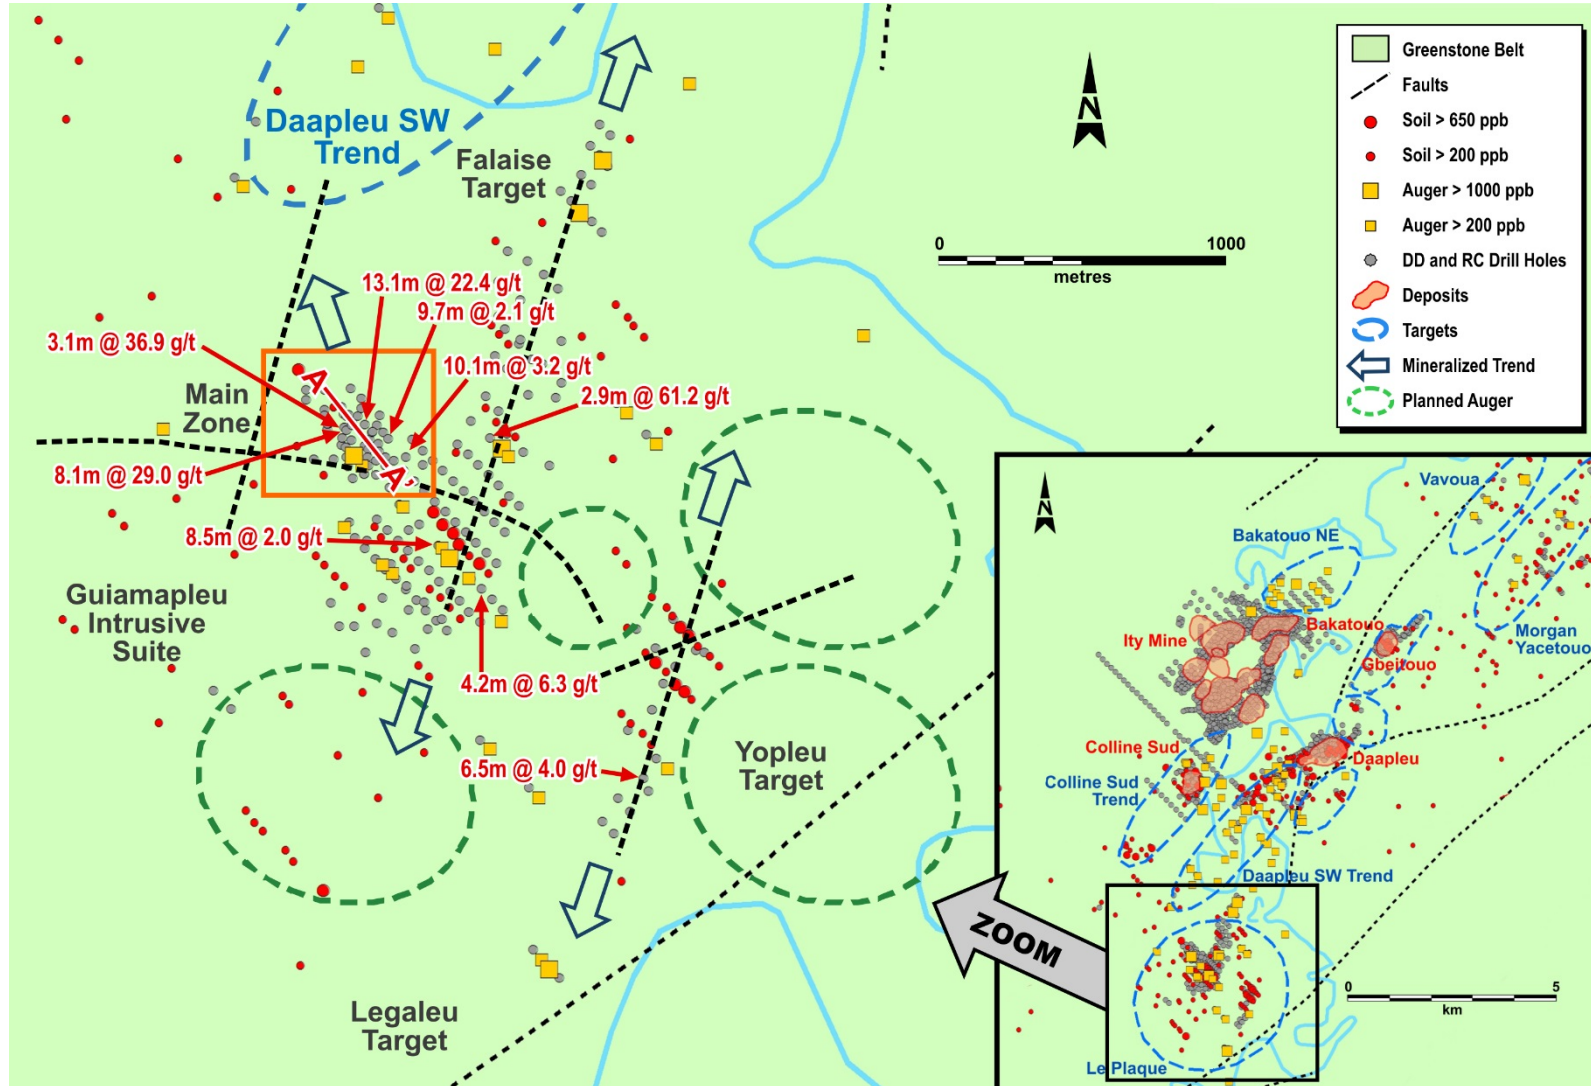 Daapleu SW
Trend
Falaise
Target
N
0
1000
metres
13.1m @ 22.4 g/t
9.7m @ 2.1 g/t
3.1m @ 36.9 g/t
10.1m @ 3.2 g/t
2.9m @ 61.2 g/t
Main
Zone
A
A'
8.1m @ 29.0 g/t
8.5m @ 2.0 g/t
Guiamapleu
Intrusive
Suite
4.2m @ 6.3 g/t
6.5m @ 4.0 g/t
Yopleu
Target
Legaleu
Target
Greenstone Belt
Faults
Soil > 650 ppb
Soil > 200 ppb
Auger > 1000 ppb
Auger > 200 ppb
DD and RC Drill Holes
Deposits
Targets
Mineralized Trend
Planned Auger
N
Vavoua
Bakatouo NE
Bakatouo
Ity Mine
Morgan
Yacetouo
Gbeitouo
Colline Sud
Daapleu
Colline Sud
Trend
Daapleu SW Trend
ZOOM
0
5
km
Le Plaque